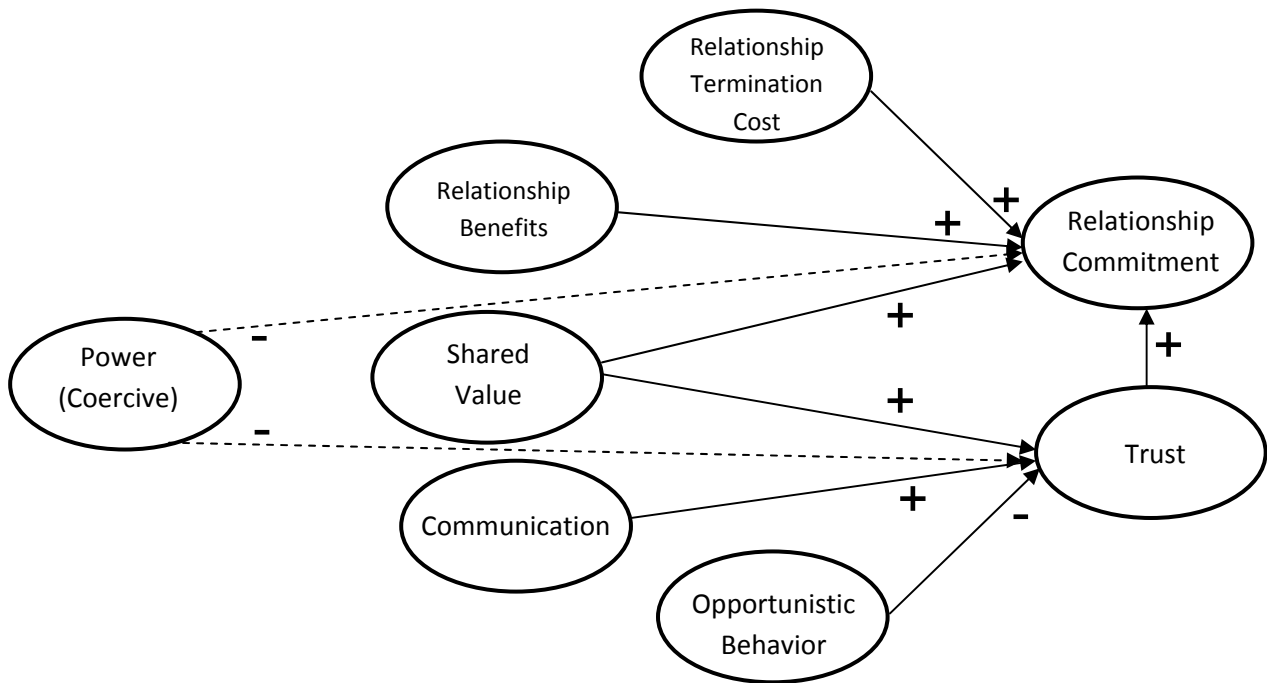 Relationship
Termination
Cost
Relationship
Benefits
+
+
Relationship
Commitment
Power
(Coercive)
-
Shared
Value
+
+
-
+
Trust
Communication
+
-
Opportunistic
Behavior